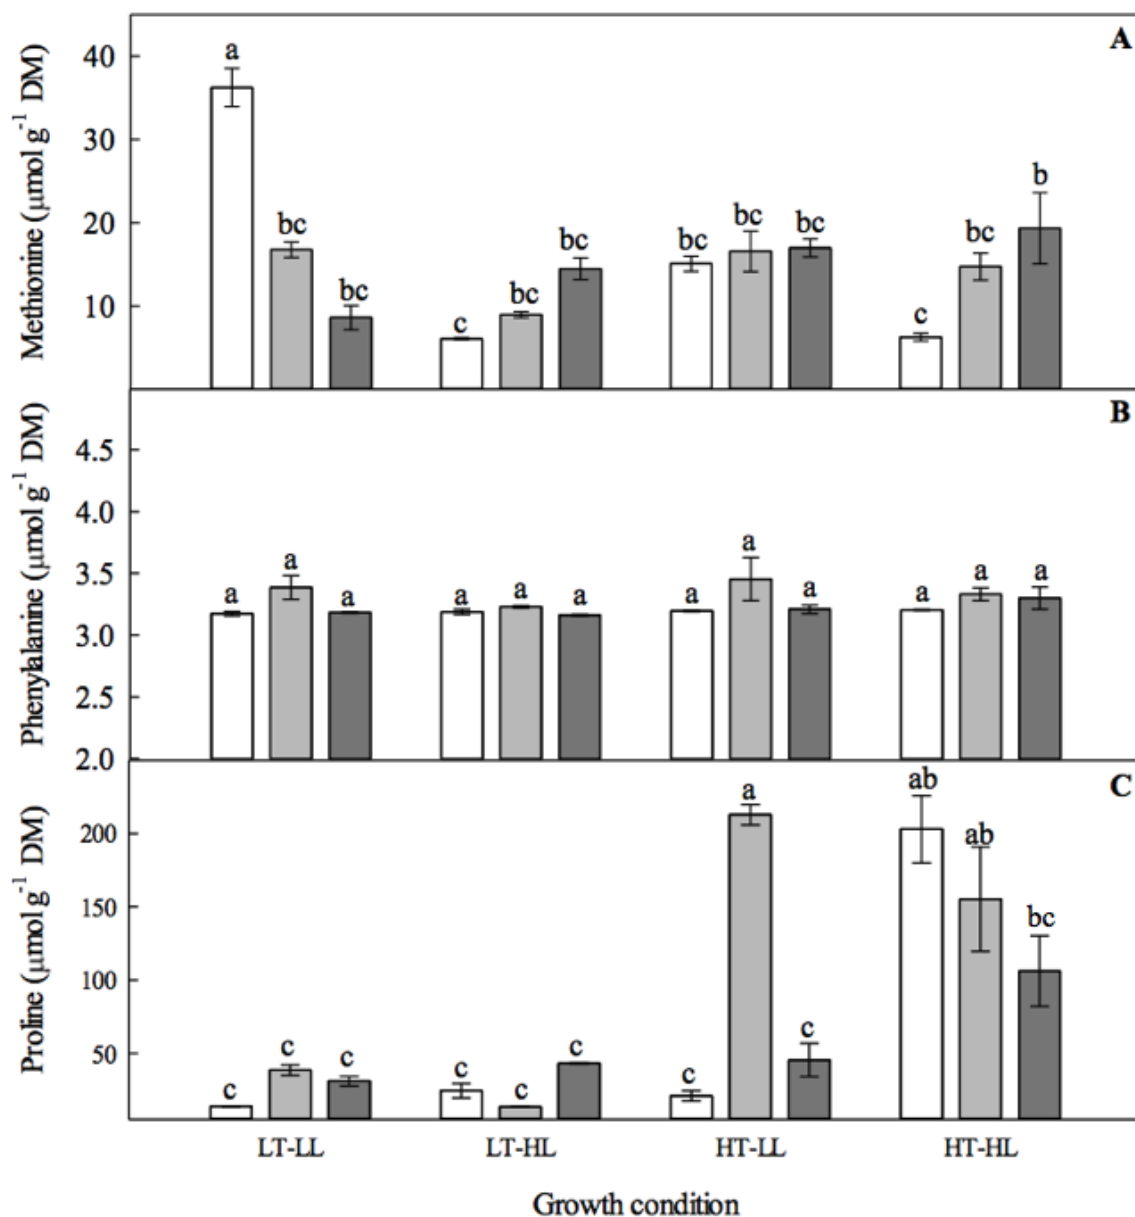 A
Methionine (μmol g⁻¹ DM)
40
30
20
10
a
bc
bc
c
bc
bc
bc
bc
bc
c
bc
b
B
Phenylalanine (μmol g⁻¹ DM)
4.5
4.0
3.5
3.0
2.5
2.0
a
a
a
a
a
a
a
a
a
a
a
a
C
Proline (μmol g⁻¹ DM)
200
150
100
50
c
c
c
c
c
c
c
a
c
ab
ab
bc
LT-LL LT-HL HT-LL HT-HL
Growth condition